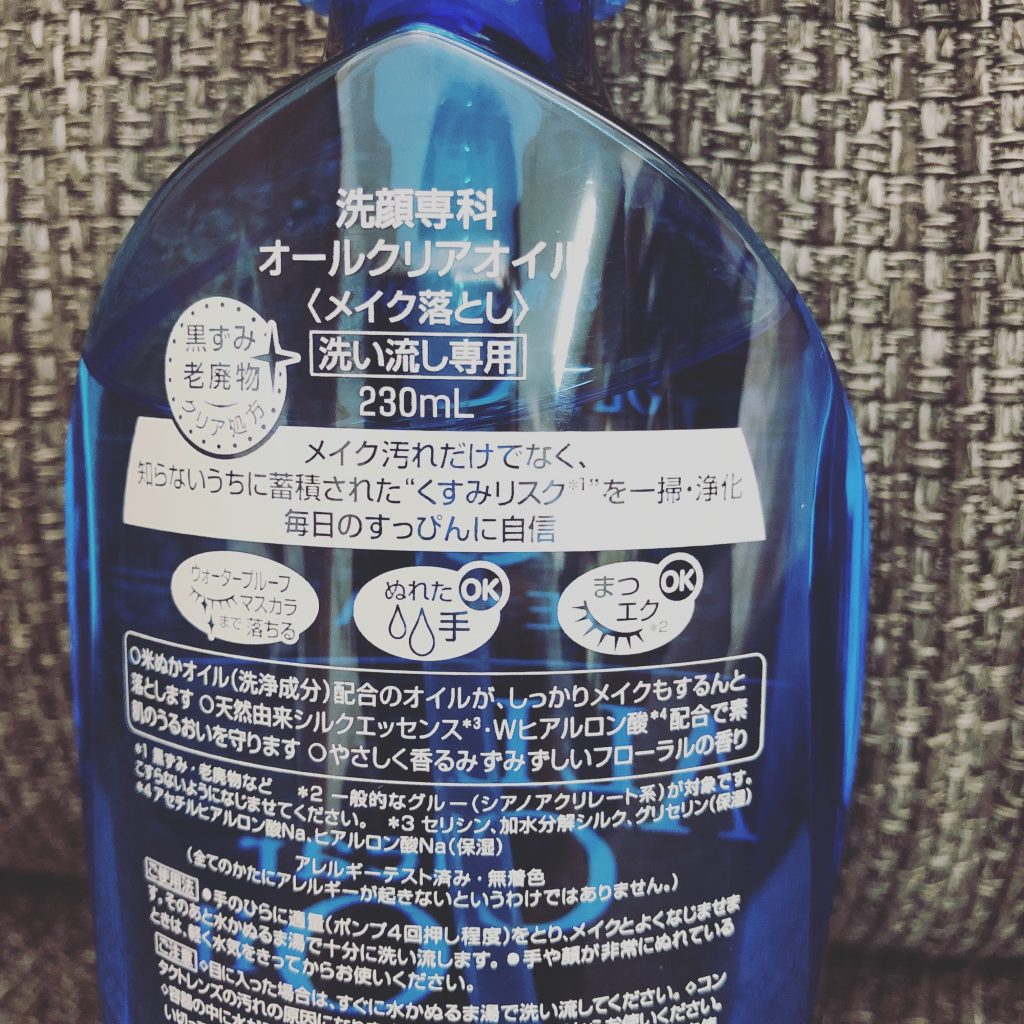 洗顔専科
オールクリアオイル
〈メイク落とし〉
洗い流し専用
230mL
黒ずみ
老廃物
クリア処方
メイク汚れだけでなく、
知らないうちに蓄積された“くすみリスク*1”を一掃・浄化
毎日のすっぴんに自信
ウォータープルーフ
マスカラ
まで 落ちる
ぬれた
手
OK
まつ
エク
*2
OK
○米ぬかオイル(洗浄成分)配合のオイルが、しっかりメイクもするんと
落とします ○天然由来シルクエッセンス*3・Wヒアルロン酸*4配合で素
肌のうるおいを守ります ○やさしく香るみずみずしいフローラルの香り
*1 黒ずみ・老廃物など *2 一般的なグルー(シアノアクリレート系)が対象です。
こすらないようになじませてください。 *3 セリシン、加水分解シルク、グリセリン(保湿)
*4 アセチルヒアルロン酸Na、ヒアルロン酸Na(保湿)
アレルギーテスト済み・無着色
(全てのかたにアレルギーが起きないというわけではありません。)
ご使用法 ●手のひらに適量(ポンプ4回押し程度)をとり、メイクとよくなじませま
す。そのあと水かぬるま湯で十分に洗い流します。 ●手や顔が非常にぬれている
ときは、軽く水気をきってからお使いください。
ご注意 ◇目に入った場合は、すぐに水かぬるま湯で洗い流してください。◇コン
タクトレンズの汚れの原因になり
◇容器の中に水が